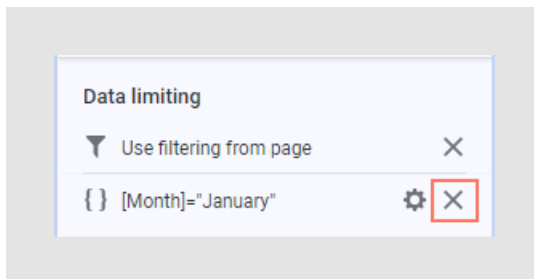 Data limiting
Use filtering from page
{ } [Month]="January"